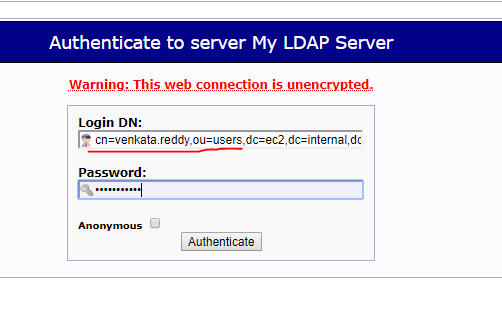 Authenticate to server My LDAP Server
Warning: This web connection is unencrypted.
Login DN:
cn=venkata.reddy,ou=users,dc=ec2,dc=internal,dc
Password:
•••••••••••
Anonymous
Authenticate